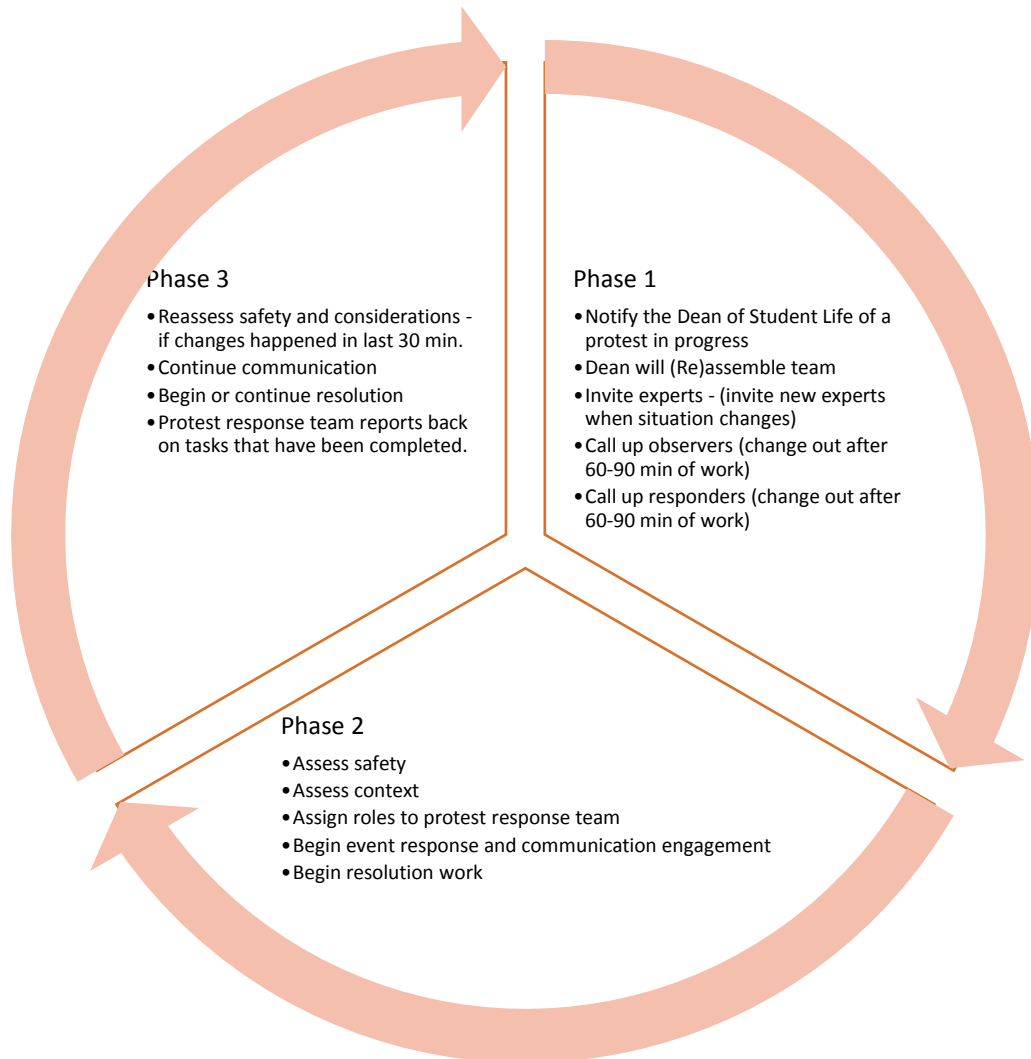 Phase 3
•Reassess safety and considerations -
if changes happened in last 30 min.
•Continue communication
•Begin or continue resolution
•Protest response team reports back
on tasks that have been completed.
Phase 1
•Notify the Dean of Student Life of a
protest in progress
•Dean will (Re)assemble team
•Invite experts - (invite new experts
when situation changes)
•Call up observers (change out after
60-90 min of work)
•Call up responders (change out after
60-90 min of work)
Phase 2
•Assess safety
•Assess context
•Assign roles to protest response team
•Begin event response and communication engagement
•Begin resolution work